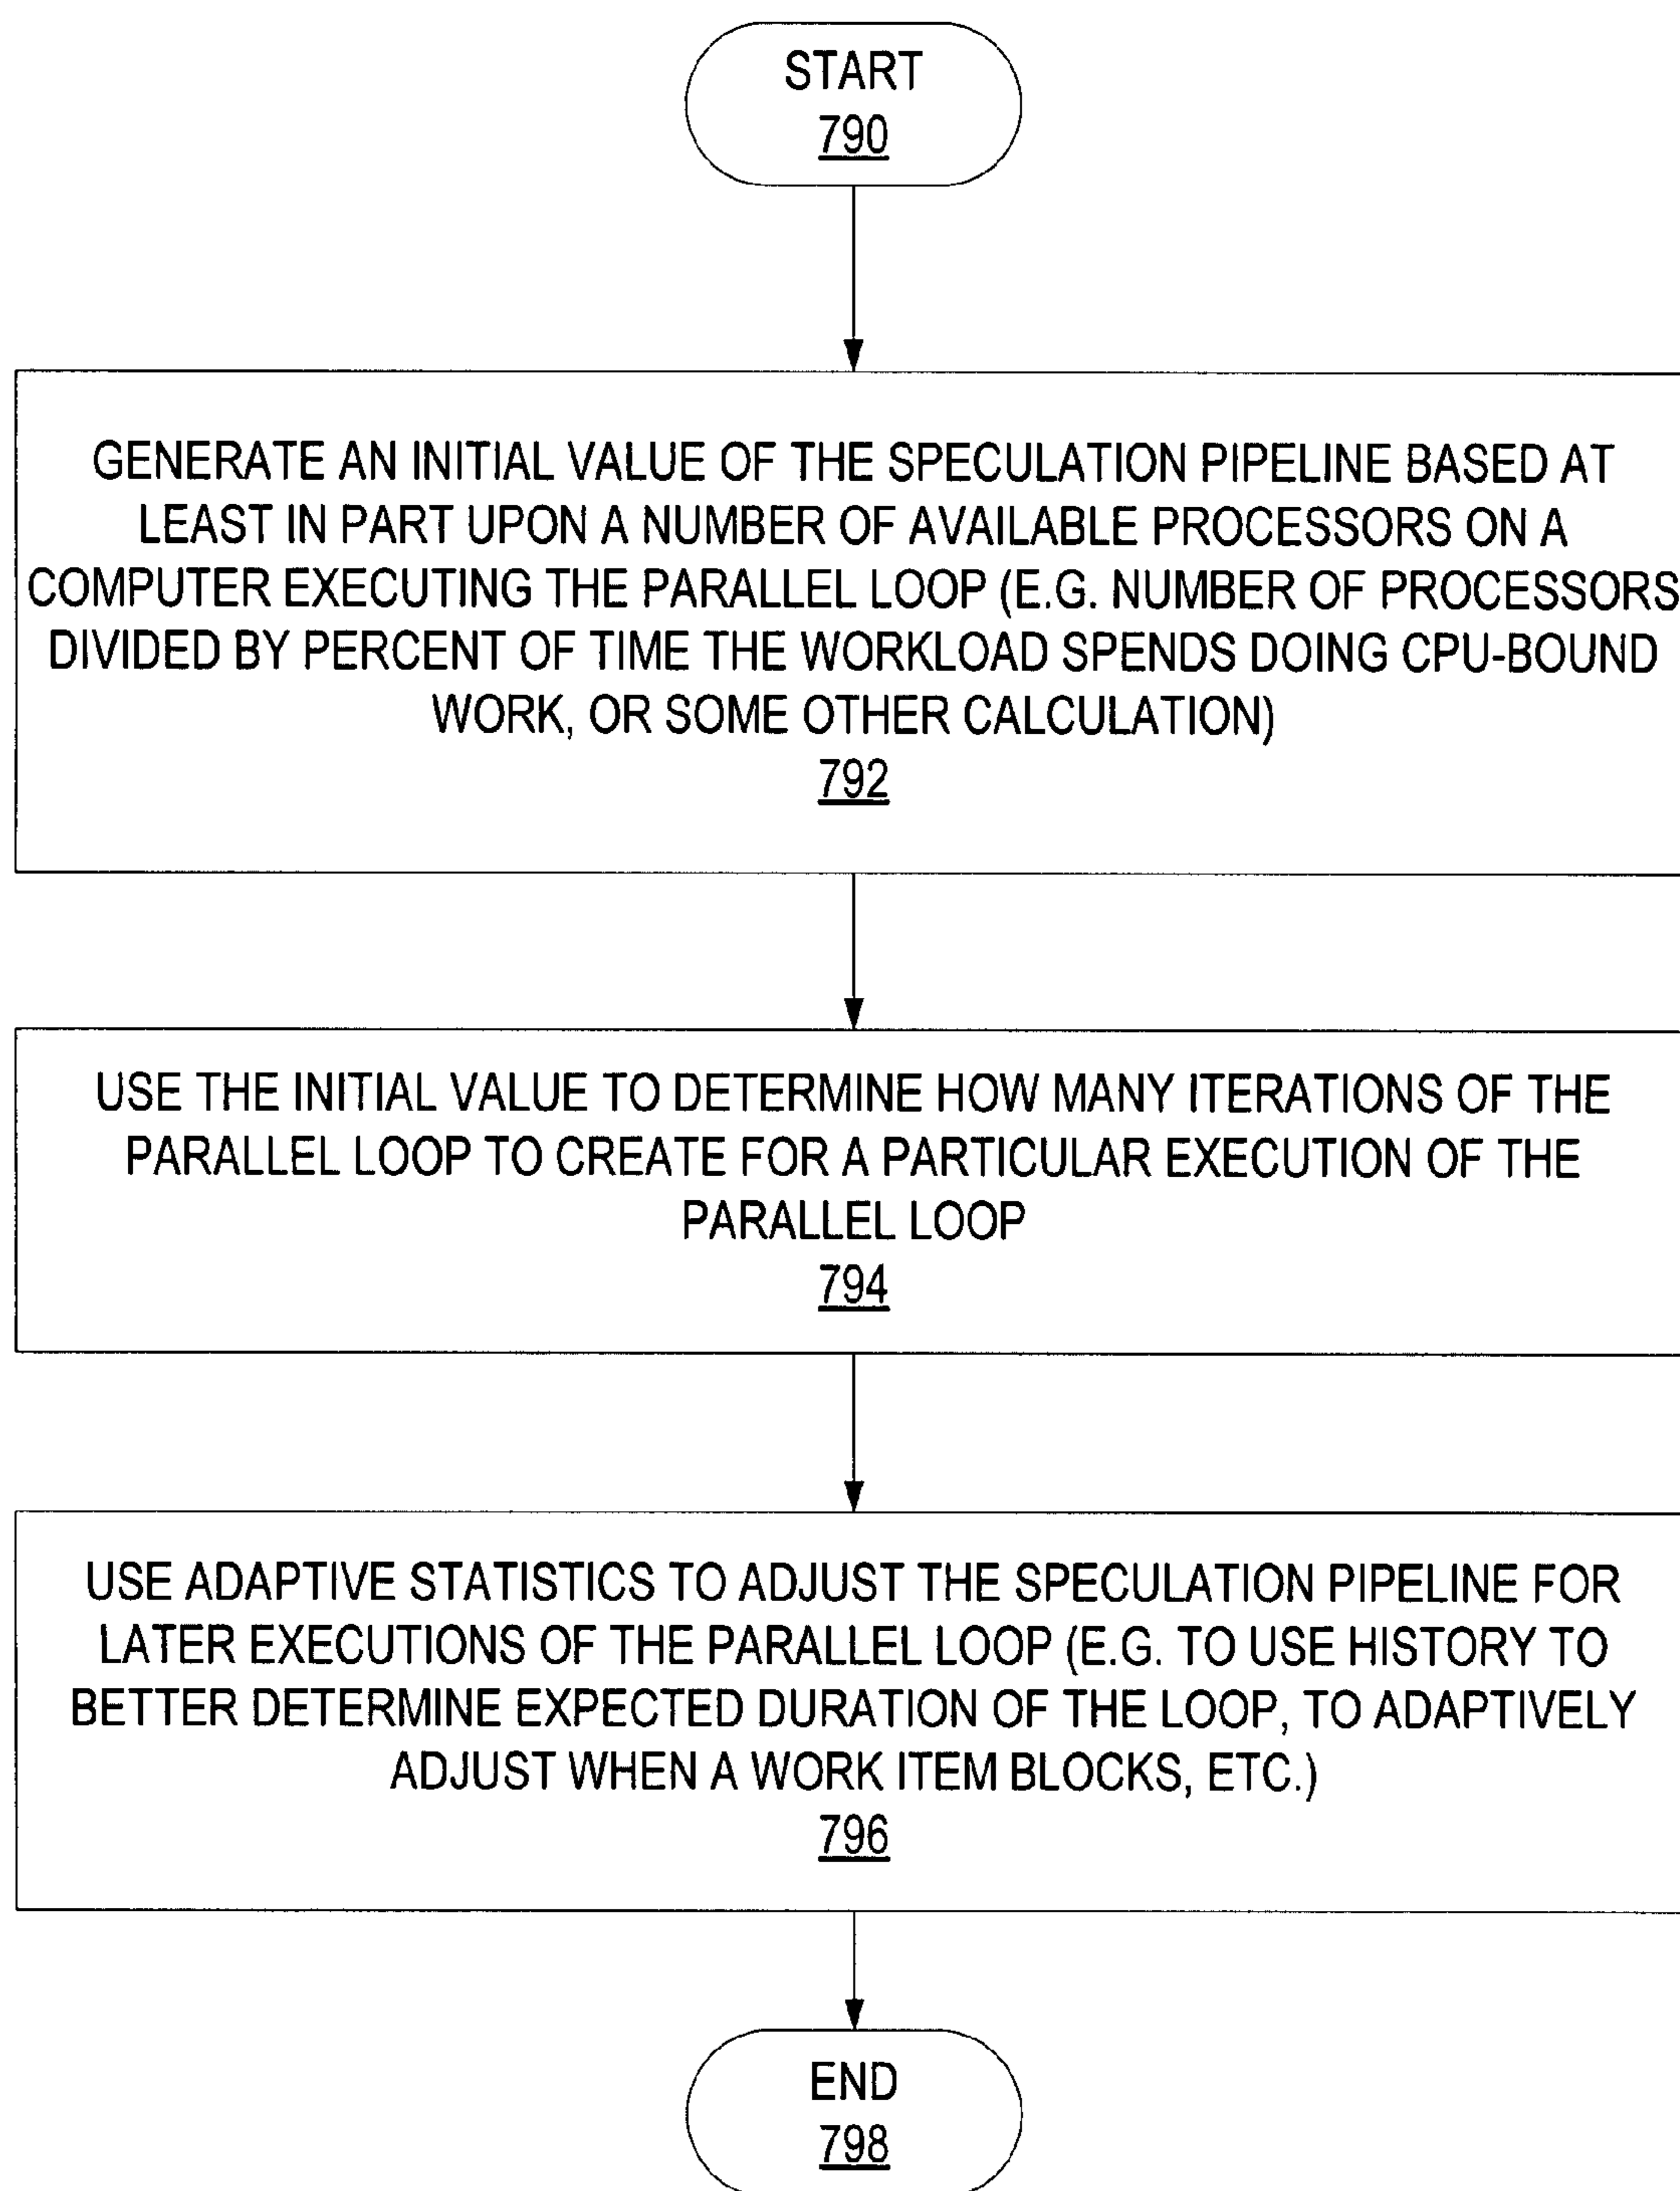 START
790
GENERATE AN INITIAL VALUE OF THE SPECULATION PIPELINE BASED AT
LEAST IN PART UPON A NUMBER OF AVAILABLE PROCESSORS ON A
COMPUTER EXECUTING THE PARALLEL LOOP (E.G. NUMBER OF PROCESSORS
DIVIDED BY PERCENT OF TIME THE WORKLOAD SPENDS DOING CPU-BOUND
WORK, OR SOME OTHER CALCULATION)
792
USE THE INITIAL VALUE TO DETERMINE HOW MANY ITERATIONS OF THE
PARALLEL LOOP TO CREATE FOR A PARTICULAR EXECUTION OF THE
PARALLEL LOOP
794
USE ADAPTIVE STATISTICS TO ADJUST THE SPECULATION PIPELINE FOR
LATER EXECUTIONS OF THE PARALLEL LOOP (E.G. TO USE HISTORY TO
BETTER DETERMINE EXPECTED DURATION OF THE LOOP, TO ADAPTIVELY
ADJUST WHEN A WORK ITEM BLOCKS, ETC.)
796
END
798